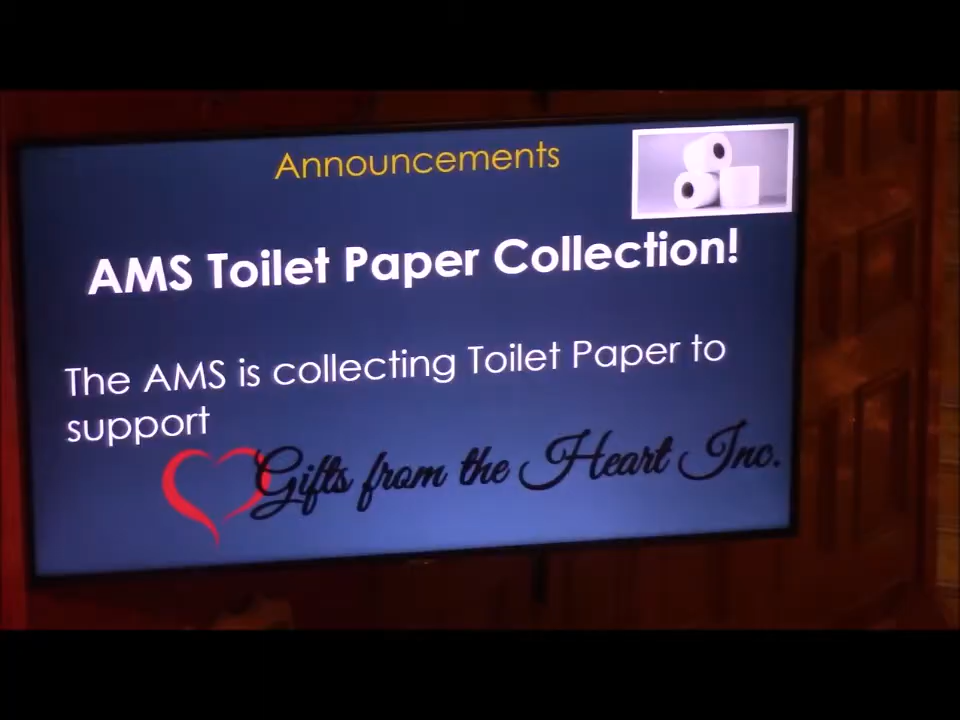 Announcements
AMS Toilet Paper Collection!
The AMS is collecting Toilet Paper to
support
Gifts from the Heart Inc.